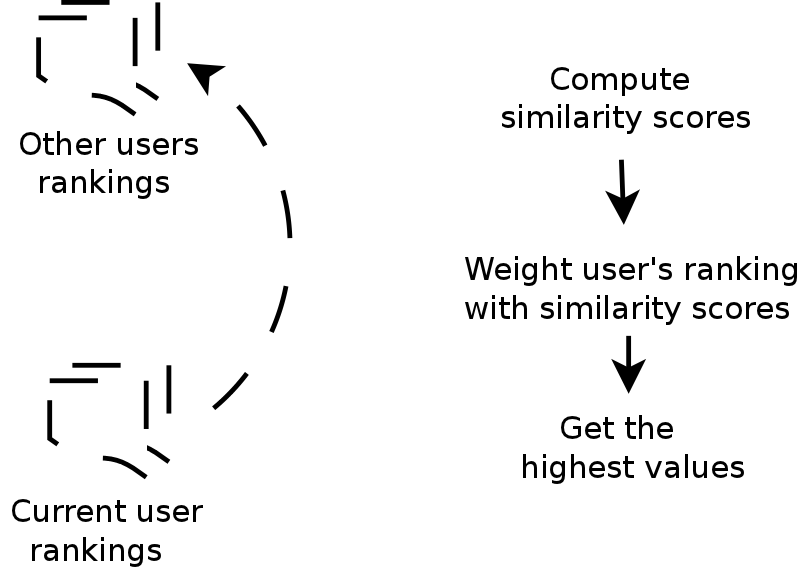 Other users
rankings
Current user
rankings
Compute
similarity scores
Weight user's ranking
with similarity scores
Get the
highest values